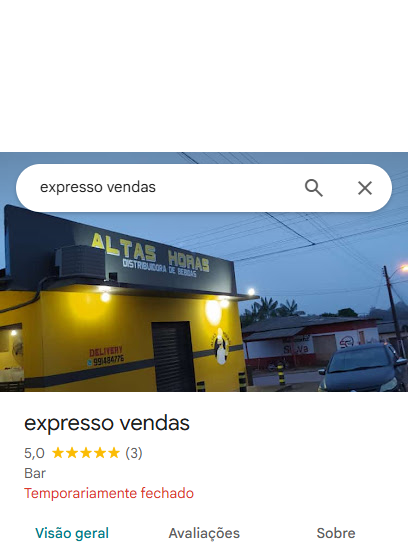 expresso vendas
ALTAS HORAS
DISTRIBUIDORA DE BEBIDAS
DELIVERY
991484776
expresso vendas
5,0 ★★★★★ (3)
Bar
Temporariamente fechado
Visão geral Avaliações Sobre